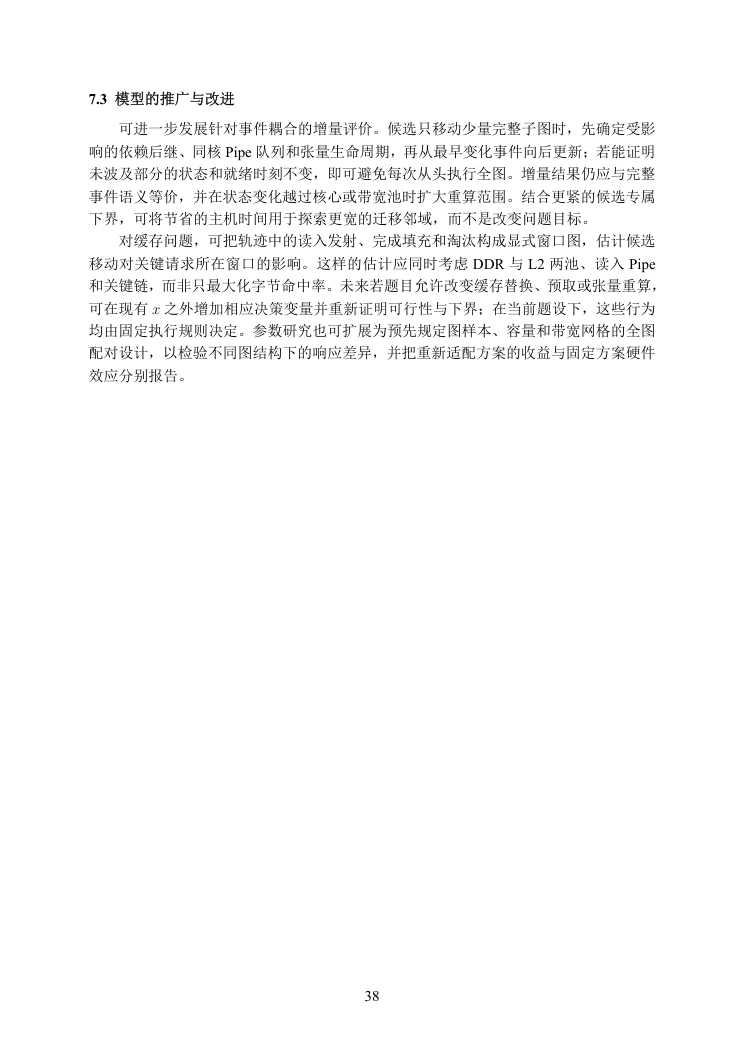 7.3 模型的推广与改进
可进一步发展针对事件耦合的增量评价。候选只移动少量完整子图时，先确定受影
响的依赖后继、同核 Pipe 队列和张量生命周期，再从最早变化事件向后更新；若能证明
未波及部分的状态和就绪时刻不变，即可避免每次从头执行全图。增量结果仍应与完整
事件语义等价，并在状态变化越过核心或带宽池时扩大重算范围。结合更紧的候选专属
下界，可将节省的主机时间用于探索更宽的迁移邻域，而不是改变问题目标。
对缓存问题，可把轨迹中的读入发射、完成填充和淘汰构成显式窗口图，估计候选
移动对关键请求所在窗口的影响。这样的估计应同时考虑 DDR 与 L2 两池、读入 Pipe
和关键链，而非只最大化字节命中率。未来若题目允许改变缓存替换、预取或张量重算，
可在现有 x 之外增加相应决策变量并重新证明可行性与下界；在当前题设下，这些行为
均由固定执行规则决定。参数研究也可扩展为预先规定图样本、容量和带宽网格的全图
配对设计，以检验不同图结构下的响应差异，并把重新适配方案的收益与固定方案硬件
效应分别报告。
38